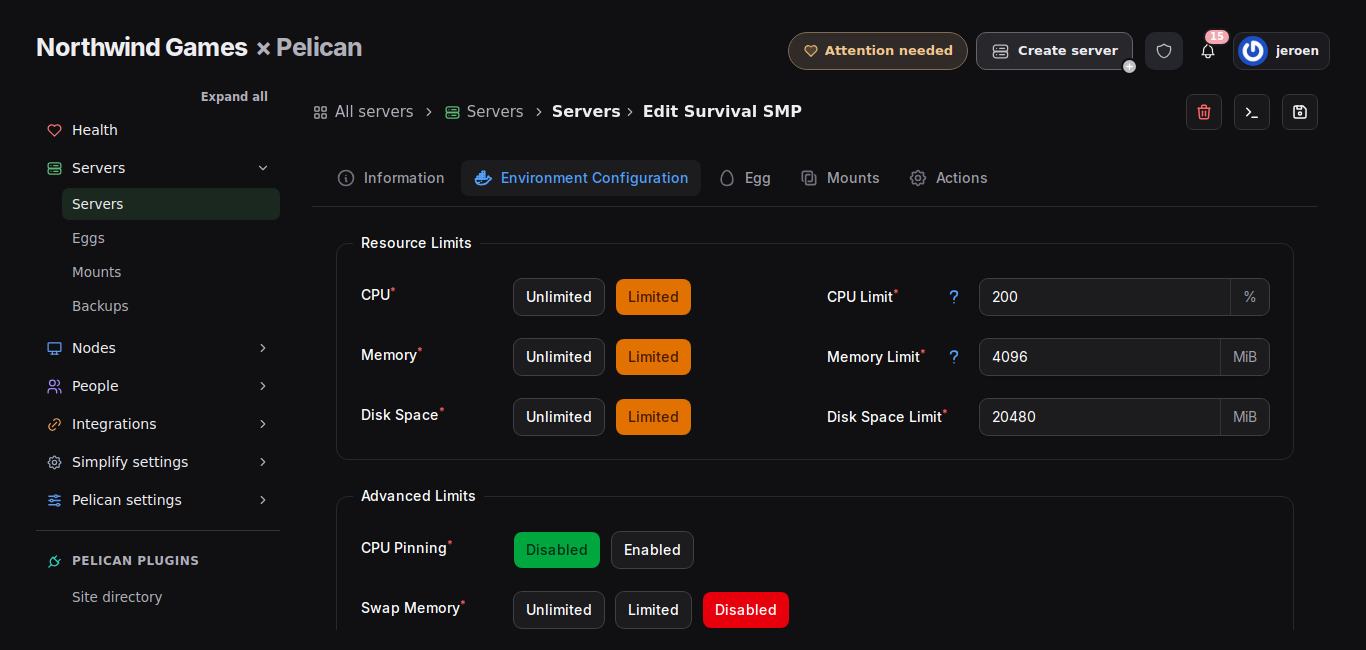 Northwind Games × Pelican
Attention needed
Create server
15
jeroen
Expand all
Health
Servers
Servers
Eggs
Mounts
Backups
Nodes
People
Integrations
Simplify settings
Pelican settings
PELICAN PLUGINS
Site directory
All servers > Servers > Servers > Edit Survival SMP
Information
Environment Configuration
Egg
Mounts
Actions
Resource Limits
CPU* Unlimited Limited CPU Limit* ? 200 %
Memory* Unlimited Limited Memory Limit* ? 4096 MiB
Disk Space* Unlimited Limited Disk Space Limit* 20480 MiB
Advanced Limits
CPU Pinning* Disabled Enabled
Swap Memory* Unlimited Limited Disabled